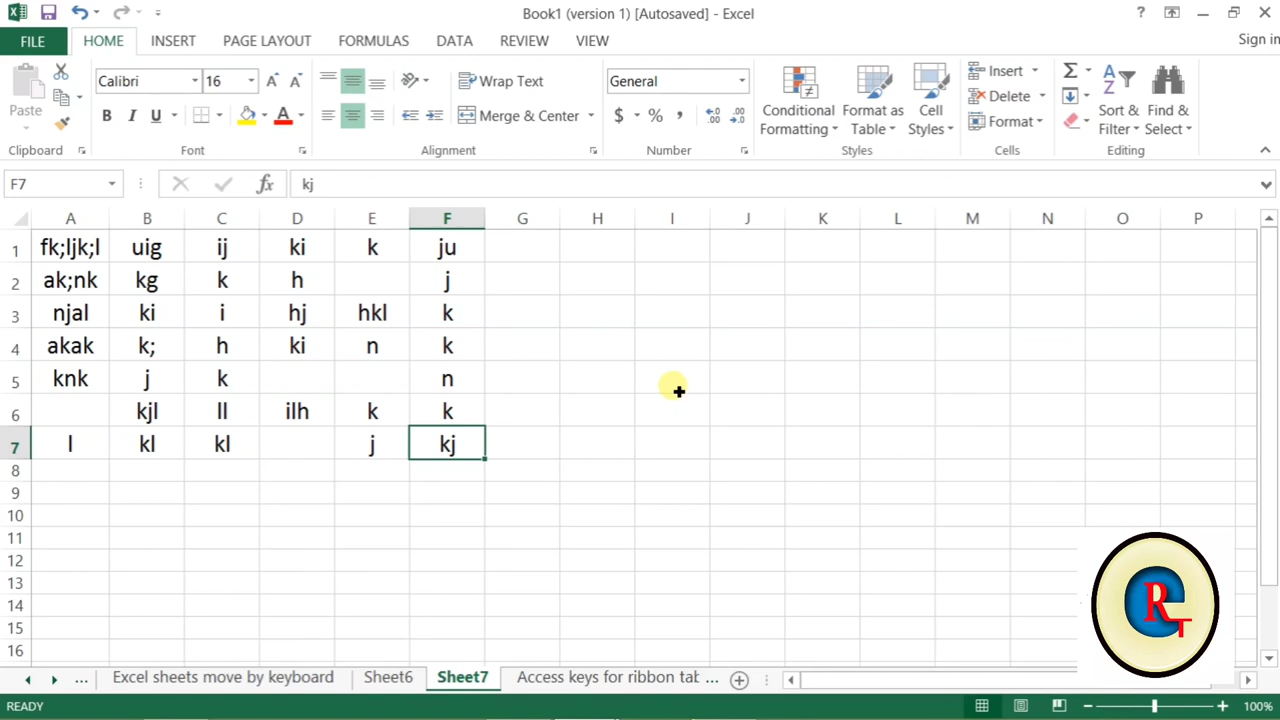 Book1 (version 1) [Autosaved] - Excel
?
FILE HOME INSERT PAGE LAYOUT FORMULAS DATA REVIEW VIEW Sign in
Paste Calibri 16 Wrap Text General Conditional Formatting Format as Table Cell Styles Insert Σ Sort & Filter Find & Select
B I U A Merge & Center $ % , Delete
Format
Clipboard Font Alignment Number Styles Cells Editing
F7 fx kj
A B C D E F G H I J K L M N O P
1 fk;ljk;l uig ij ki k ju
2 ak;nk kg k h j
3 njal ki i hj hkl k
4 akak k; h ki n k
5 knk j k n
6 kjl ll ilh k k
7 l kl kl j kj
8
9
10
11
12
13
14
15
16
e R T
... Excel sheets move by keyboard Sheet6 Sheet7 Access keys for ribbon tab ...
READY 100%